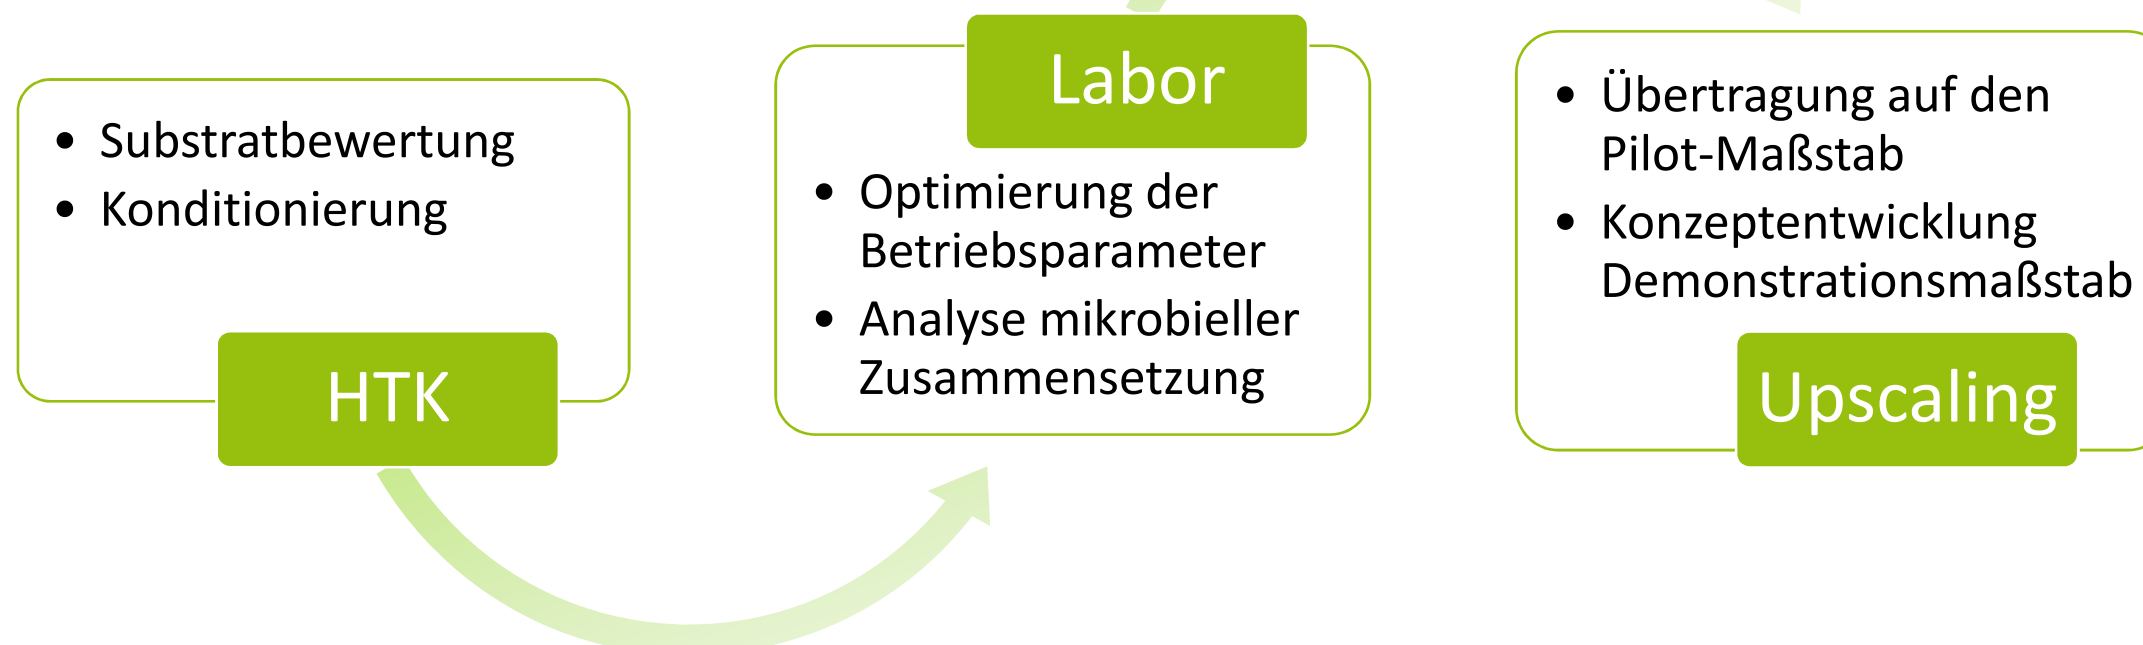 • Substratbewertung
• Konditionierung
HTK
Labor
• Optimierung der
Betriebsparameter
• Analyse mikrobieller
Zusammensetzung
• Übertragung auf den
Pilot-Maßstab
• Konzeptentwicklung
Demonstrationsmaßstab
Upscaling